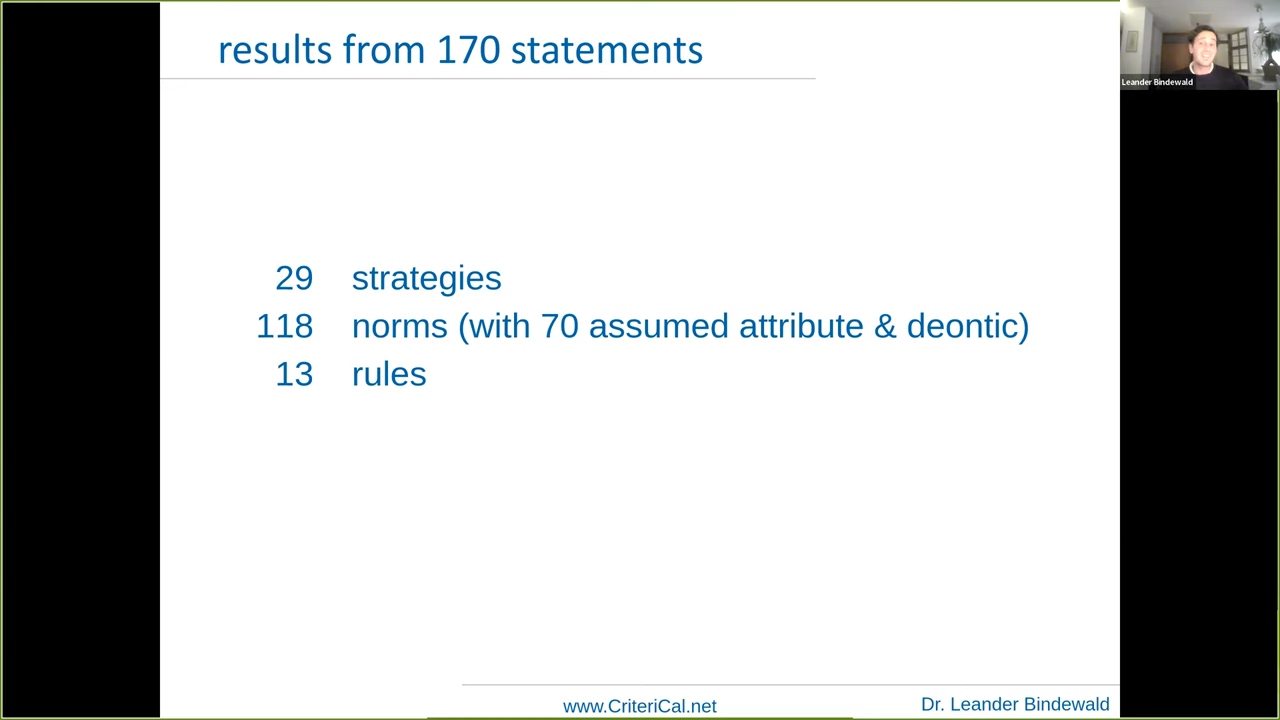 results from 170 statements
Leander Bindewald
29 strategies
118 norms (with 70 assumed attribute & deontic)
13 rules
www.CriteriCal.net
Dr. Leander Bindewald